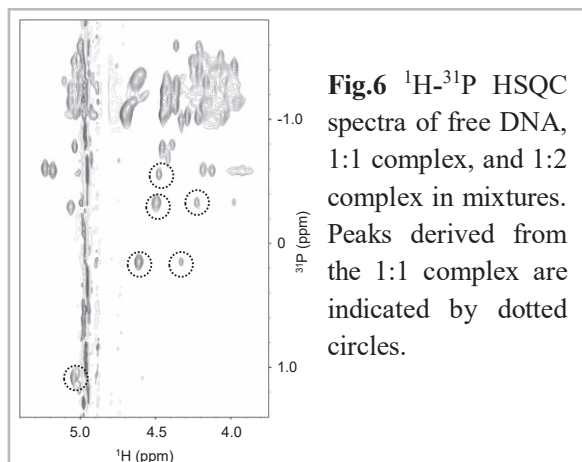 -1.0
0
1.0
³¹P (ppm)
5.0 4.5 4.0
¹H (ppm)
Fig.6 ¹H-³¹P HSQC
spectra of free DNA,
1:1 complex, and 1:2
complex in mixtures.
Peaks derived from
the 1:1 complex are
indicated by dotted
circles.